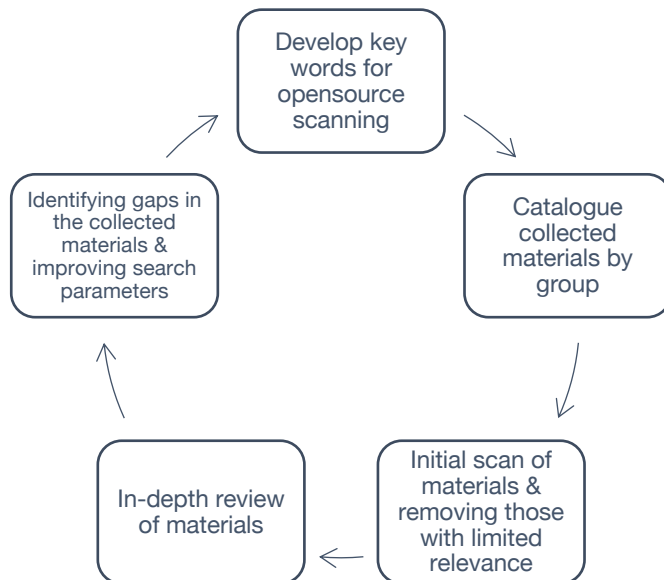 Develop key
words for
opensource
scanning
Catalogue
collected
materials by
group
Initial scan of
materials &
removing those
with limited
relevance
In-depth review
of materials
Identifying gaps in
the collected
materials &
improving search
parameters